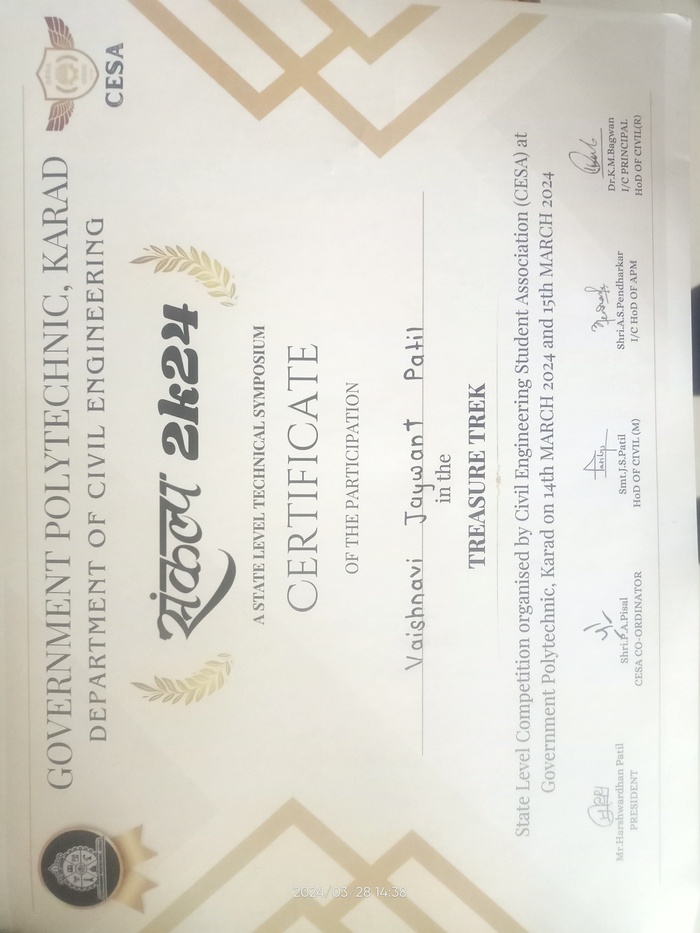 GOVERNMENT POLYTECHNIC, KARAD
DEPARTMENT OF CIVIL ENGINEERING
CESA
संकल्प 2k24
A STATE LEVEL TECHNICAL SYMPOSIUM
CERTIFICATE
OF THE PARTICIPATION
Vaishnavi Jaywant Patil
in the
TREASURE TREK
State Level Competition organised by Civil Engineering Student Association (CESA) at
Government Polytechnic, Karad on 14th MARCH 2024 and 15th MARCH 2024
Mr.Harshwardhan Patil
PRESIDENT
Shri.P.A.Pisal
CESA CO-ORDINATOR
Smt.J.S.Patil
HoD OF CIVIL (M)
Shri.A.S.Pendharkar
I/C HoD OF APM
Dr.K.M.Bagwan
I/C PRINCIPAL
HoD OF CIVIL(R)
2024/03/28 14:38